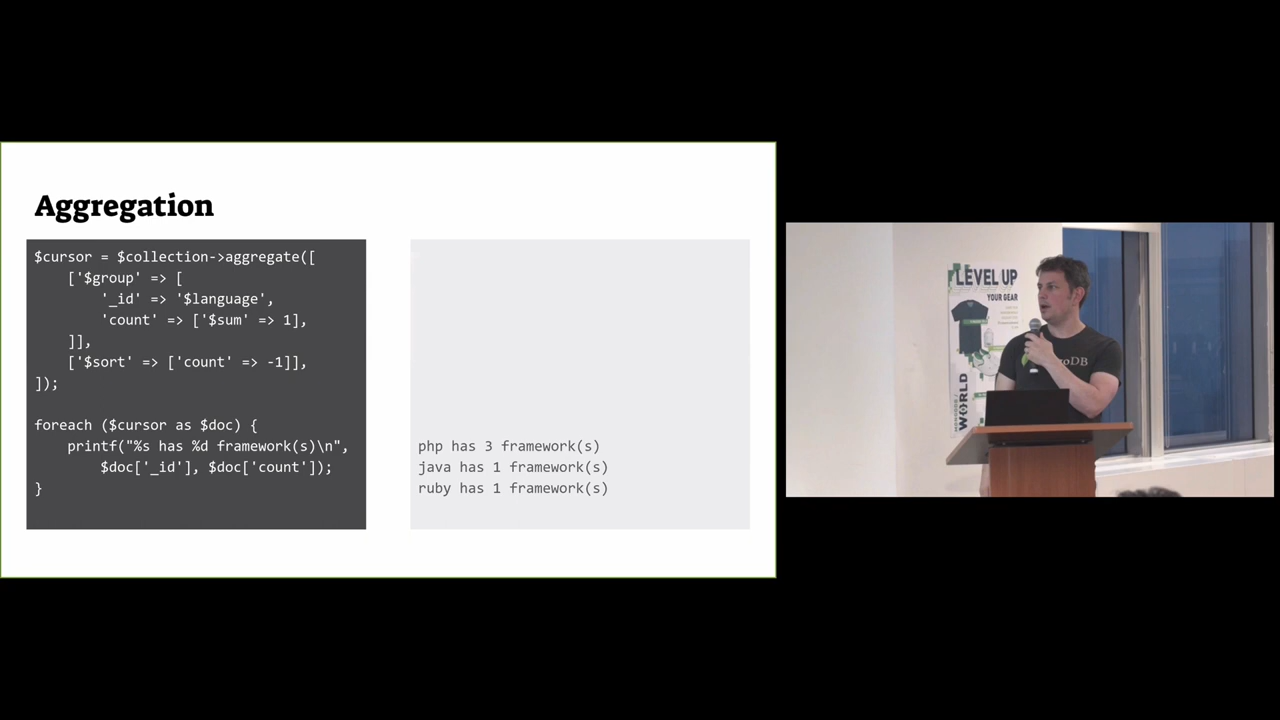 Aggregation
$cursor = $collection->aggregate([
    ['$group' => [
        '_id' => '$language',
        'count' => ['$sum' => 1],
    ]],
    ['$sort' => ['count' => -1]],
]);

foreach ($cursor as $doc) {
    printf("%s has %d framework(s)\n",
        $doc['_id'], $doc['count']);
}
php has 3 framework(s)
java has 1 framework(s)
ruby has 1 framework(s)
LEVEL UP
YOUR GEAR
WORLD
DB